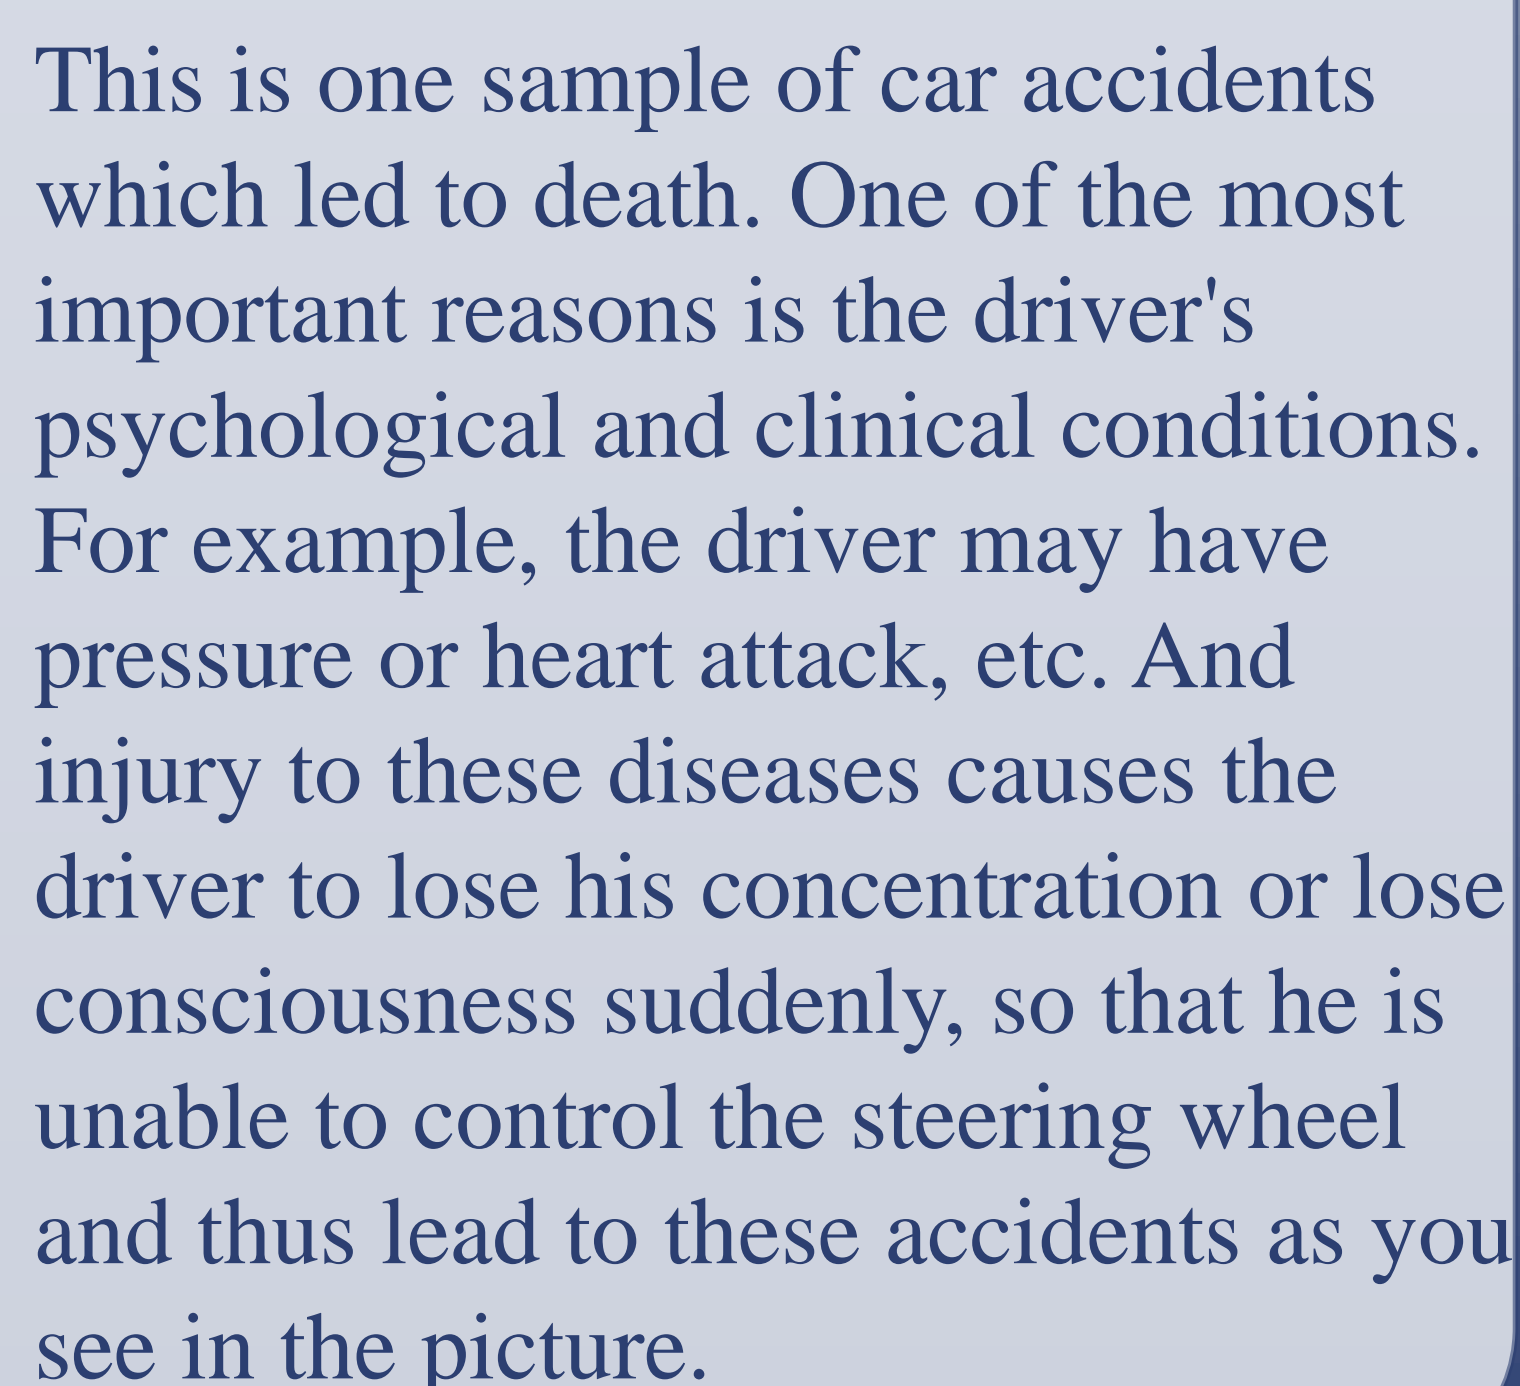 This is one sample of car accidents
which led to death. One of the most
important reasons is the driver's
psychological and clinical conditions.
For example, the driver may have
pressure or heart attack, etc. And
injury to these diseases causes the
driver to lose his concentration or lose
consciousness suddenly, so that he is
unable to control the steering wheel
and thus lead to these accidents as you
see in the picture.